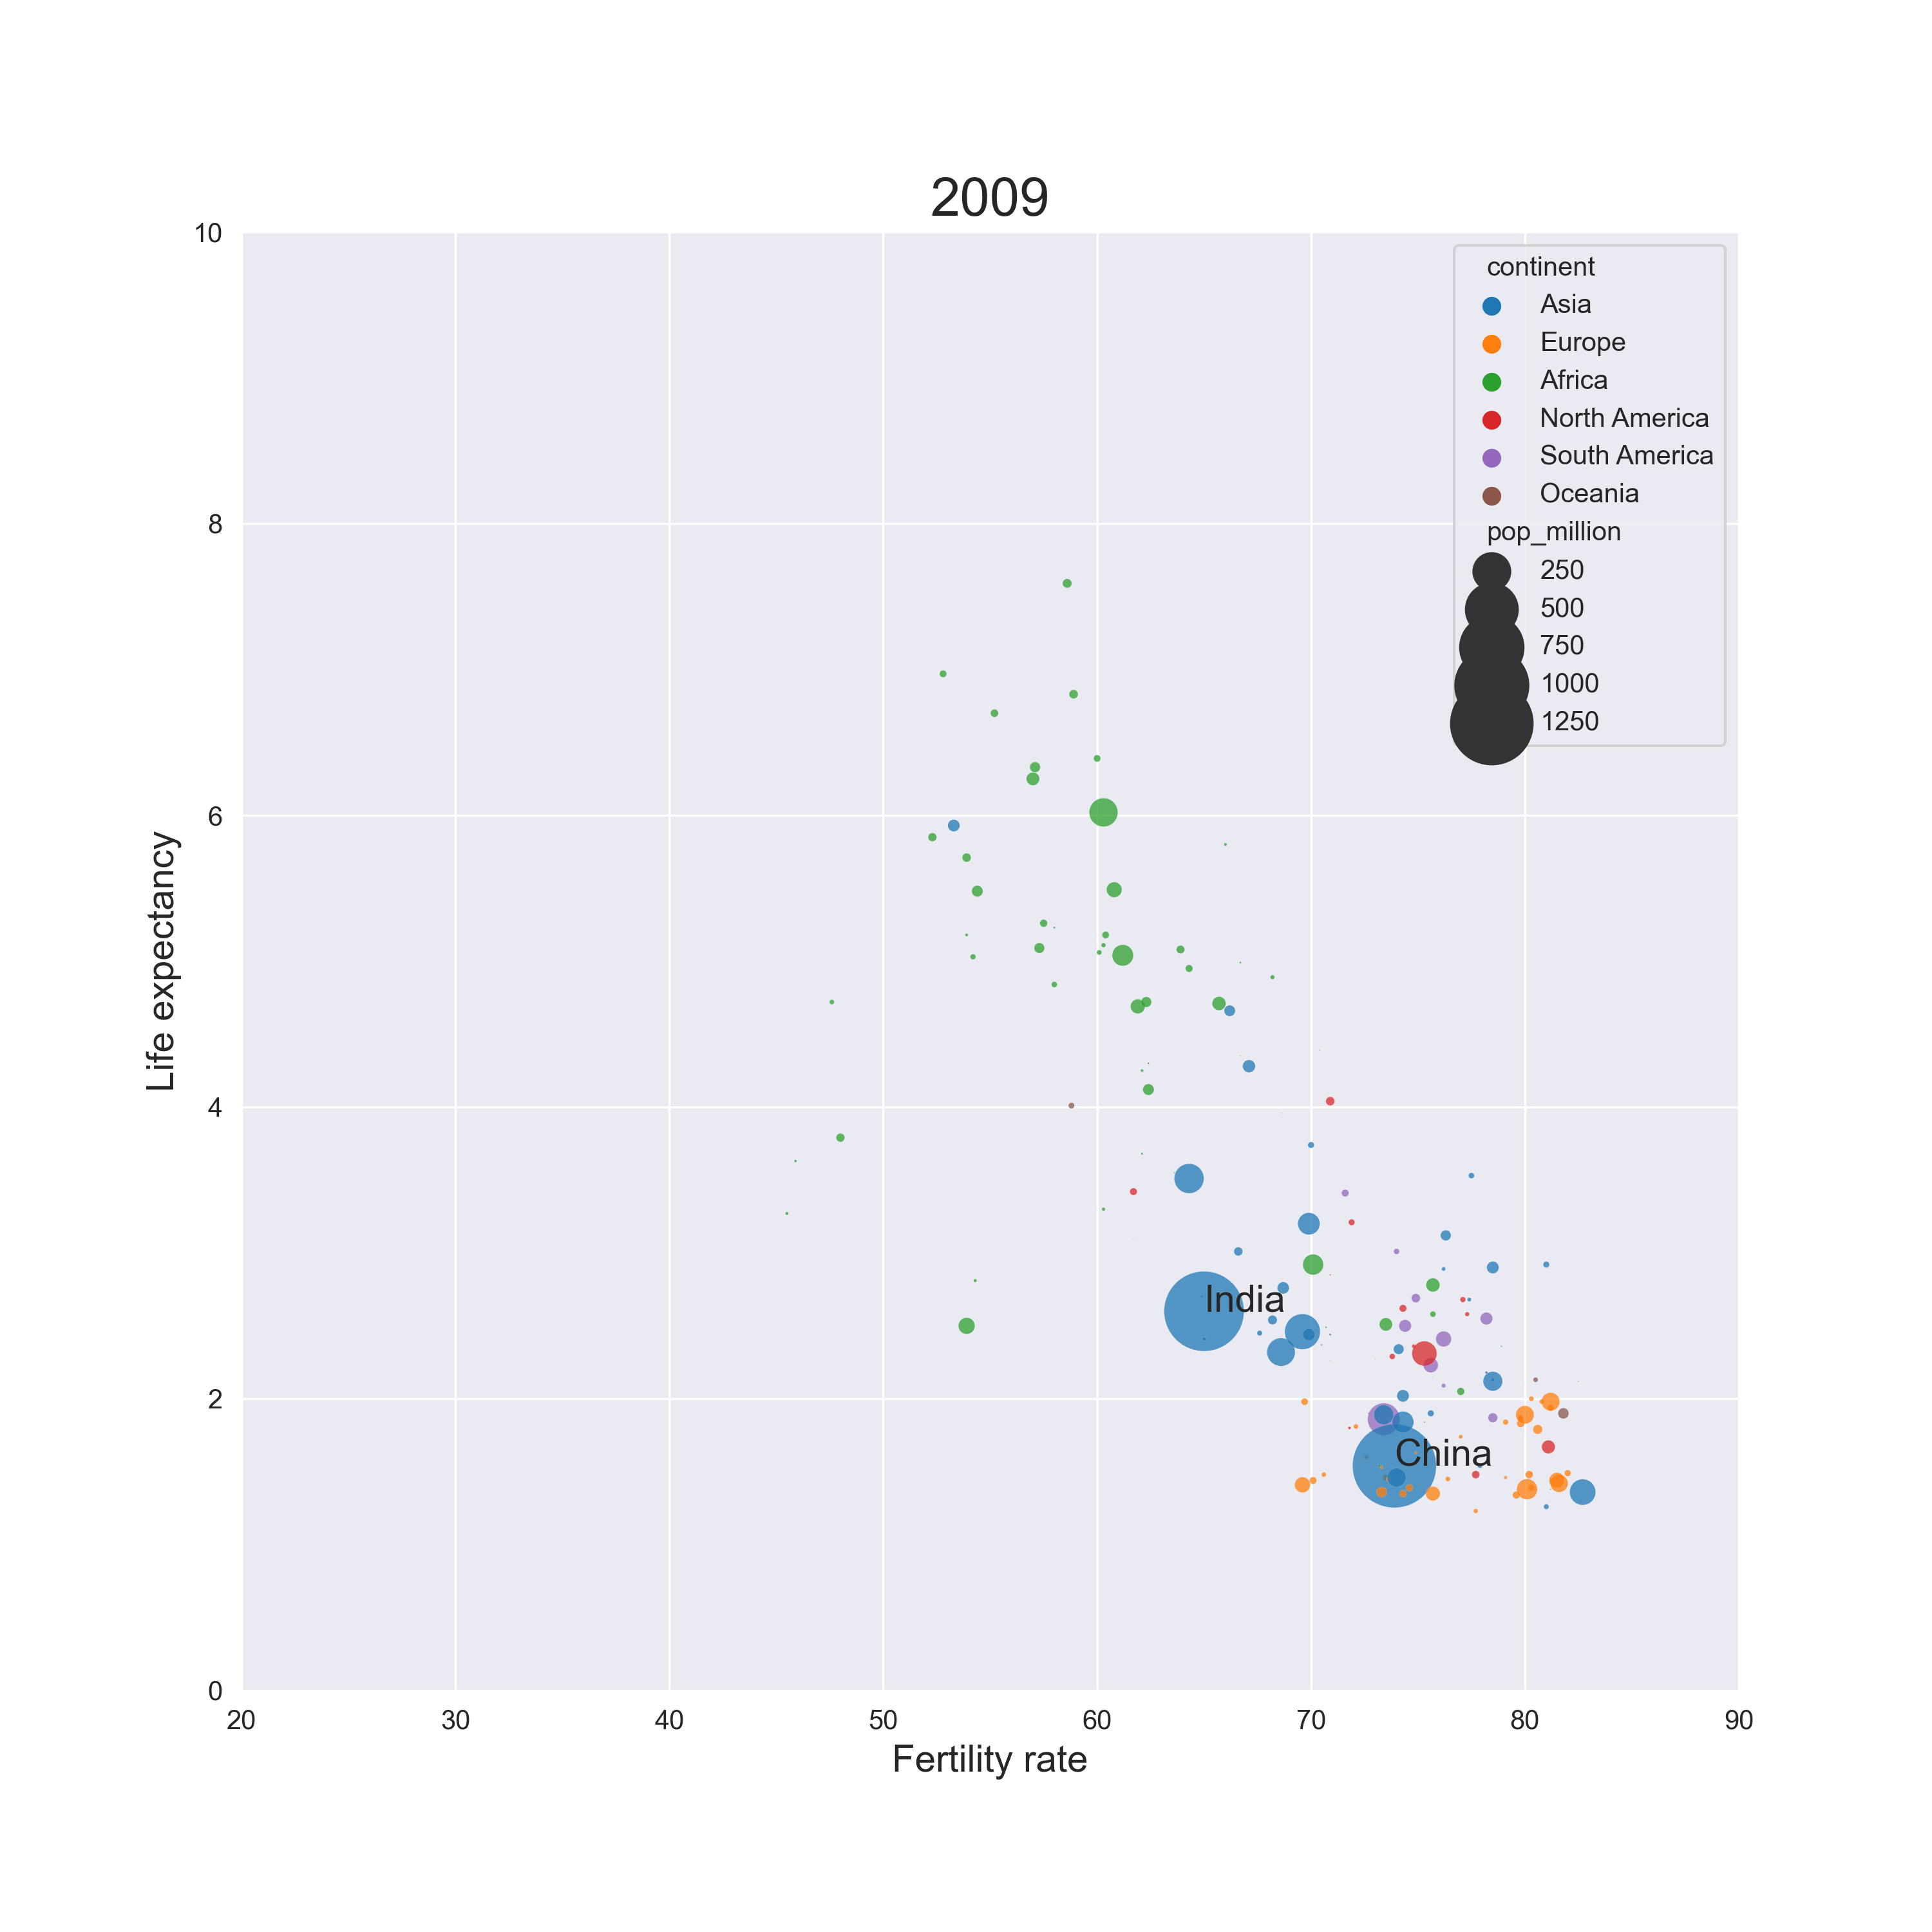 2009
10
8
6
4
2
0
Life expectancy
20 30 40 50 60 70 80 90
Fertility rate
continent
Asia
Europe
Africa
North America
South America
Oceania
pop_million
250
500
750
1000
1250
India
China